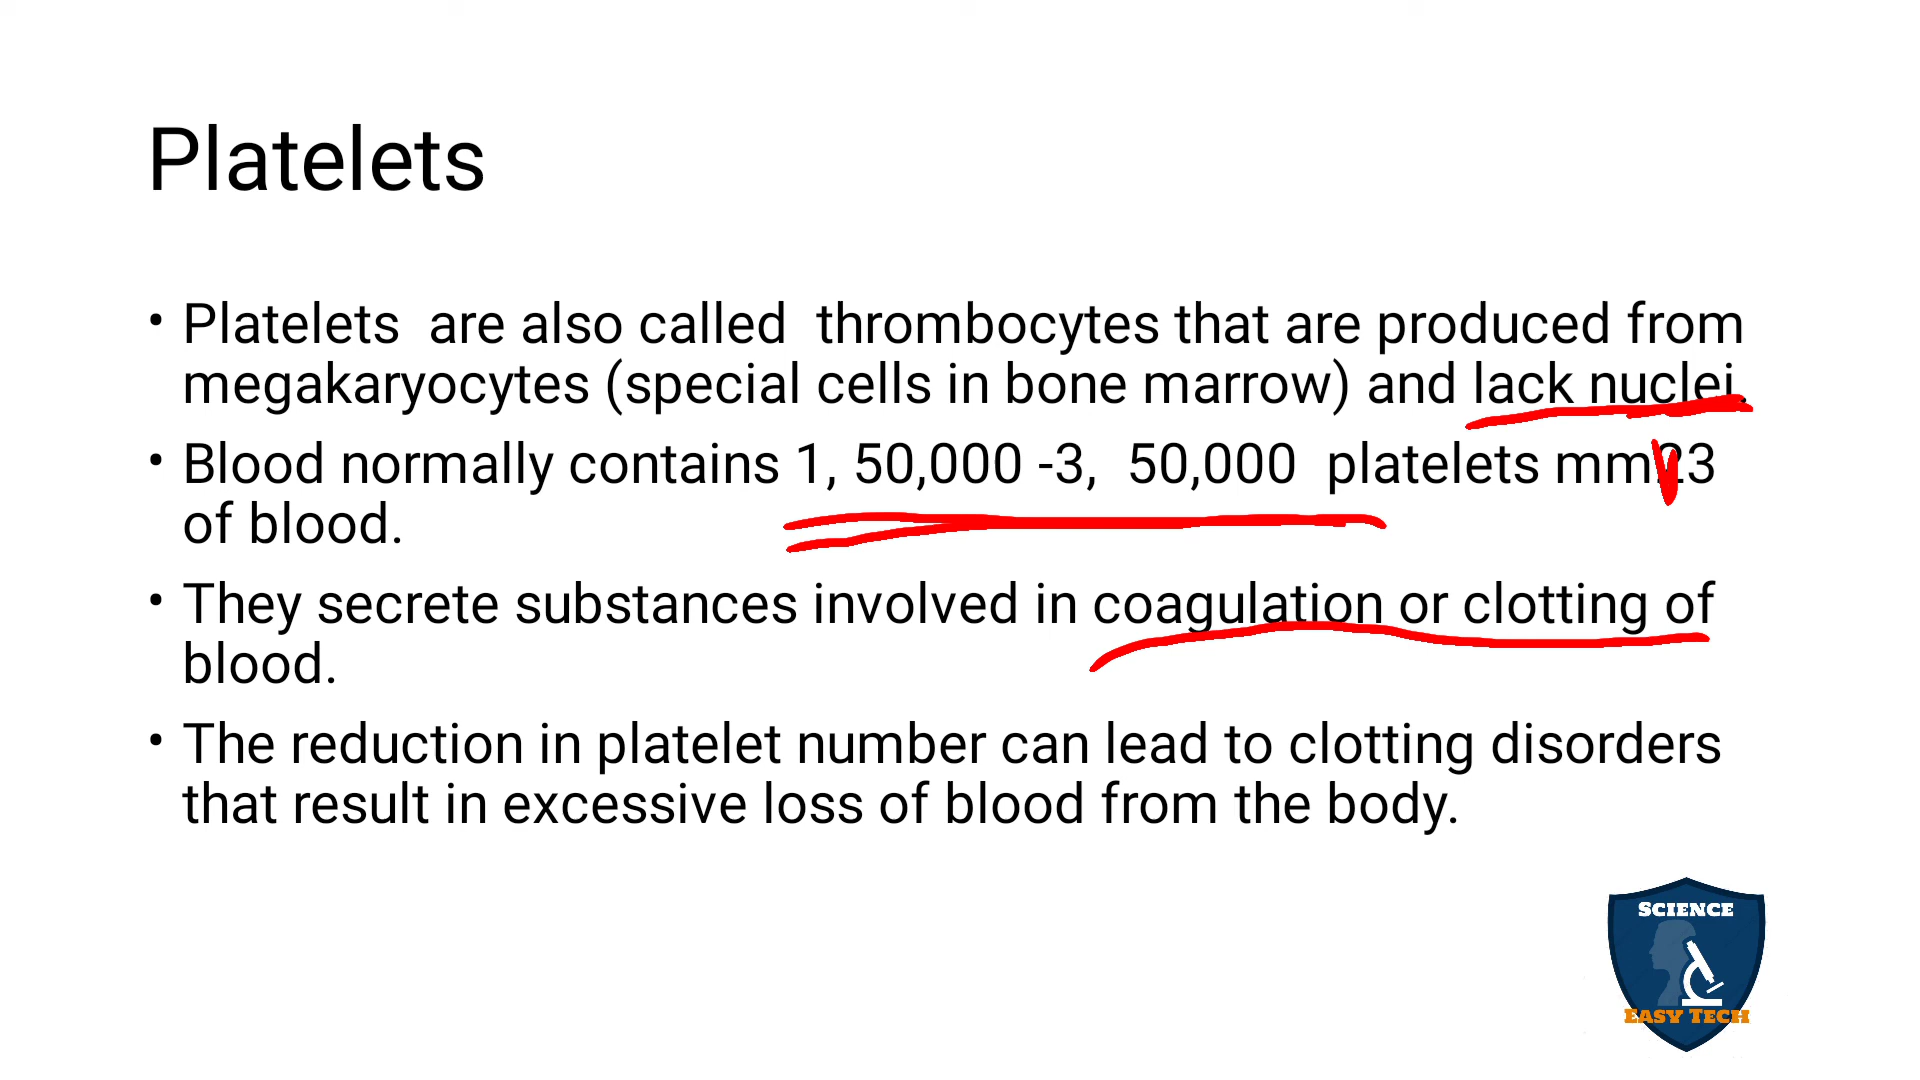 Platelets
• Platelets  are also called  thrombocytes that are produced from
megakaryocytes (special cells in bone marrow) and lack nuclei.
• Blood normally contains 1, 50,000 -3,  50,000  platelets mm23
of blood.
• They secrete substances involved in coagulation or clotting of
blood.
• The reduction in platelet number can lead to clotting disorders
that result in excessive loss of blood from the body.
SCIENCE
EASY TECH